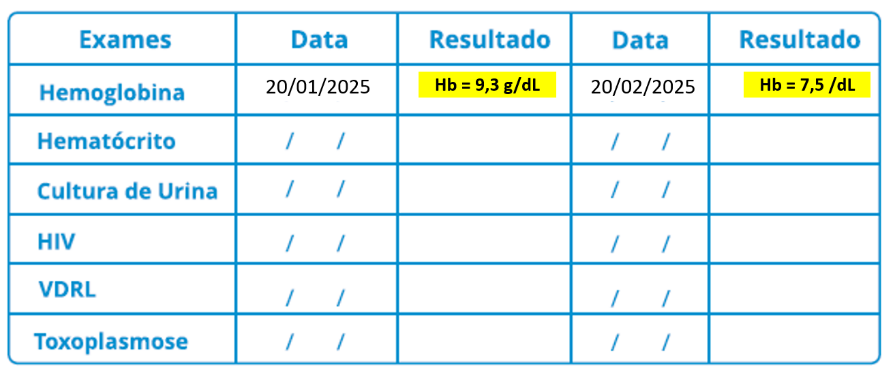 Exames Data Resultado Data Resultado
Hemoglobina 20/01/2025 Hb = 9,3 g/dL 20/02/2025 Hb = 7,5 /dL
Hematócrito / / / /
Cultura de Urina / / / /
HIV / / / /
VDRL / / / /
Toxoplasmose / / / /